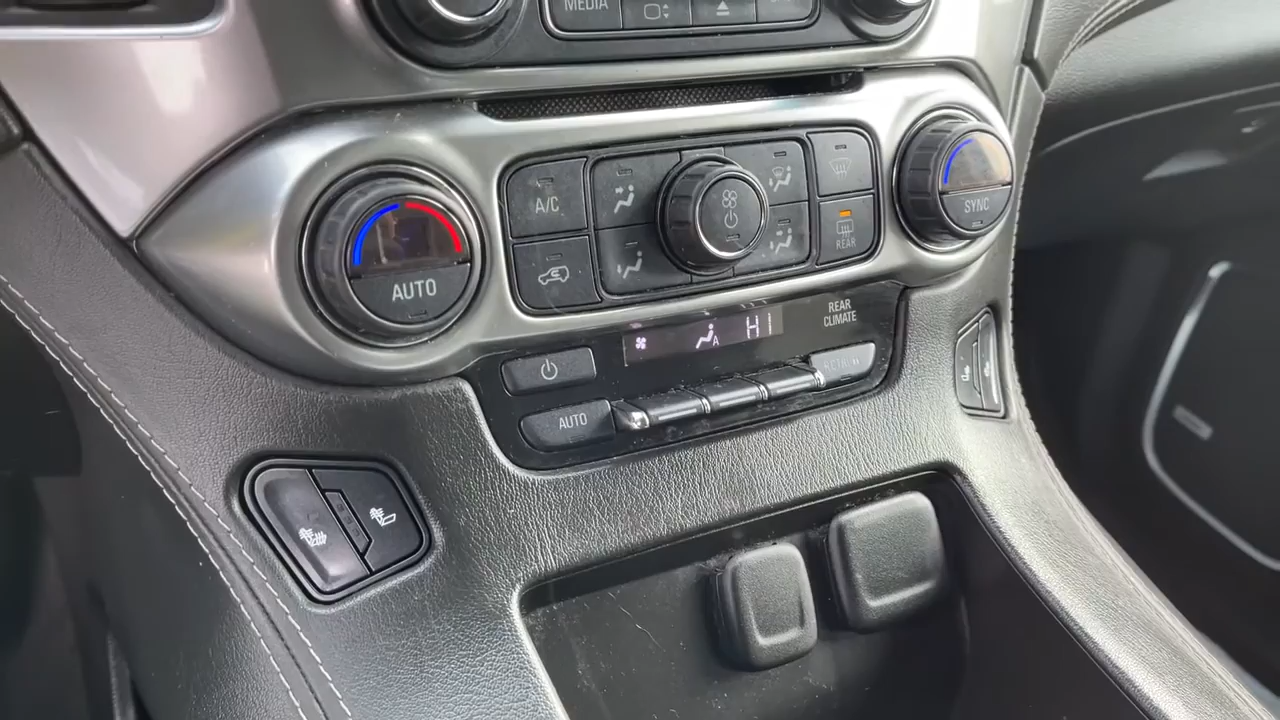 MEDIA
A/C
REAR
SYNC
AUTO
A
HI
REAR
CLIMATE
AUTO